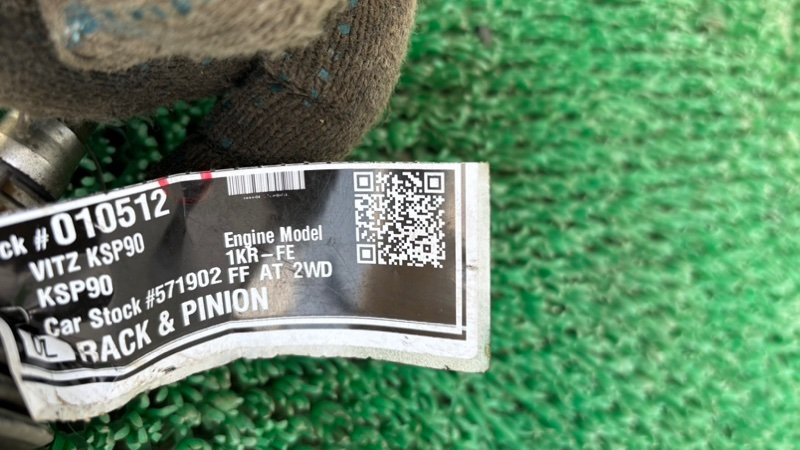 ck #010512
VITZ KSP90
KSP90
Engine Model
1KR-FE
Car Stock #571902 FF AT 2WD
RACK & PINION